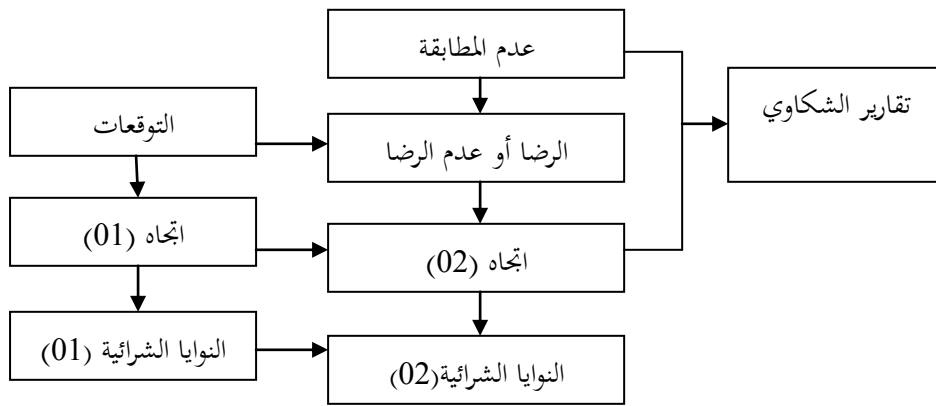 عدم المطابقة
تقارير الشكاوي
التوقعات
الرضا أو عدم الرضا
اتجاه (01)
اتجاه (02)
النوايا الشرائية (01)
النوايا الشرائية(02)